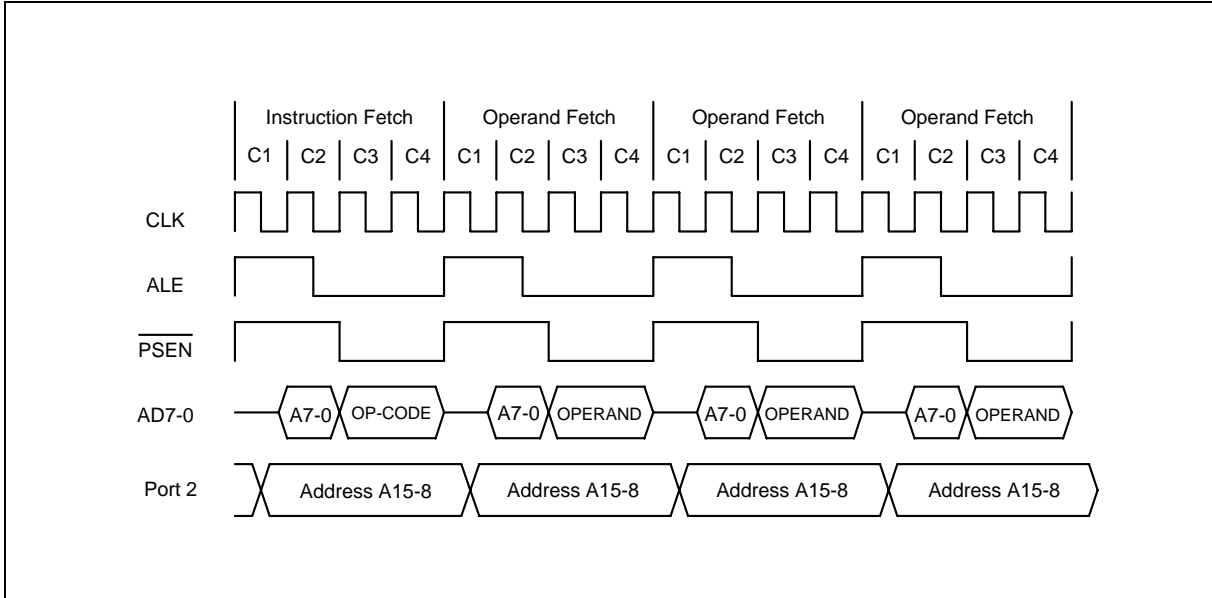 Instruction Fetch Operand Fetch Operand Fetch Operand Fetch
C1 C2 C3 C4 C1 C2 C3 C4 C1 C2 C3 C4 C1 C2 C3 C4
CLK
ALE
PSEN
AD7-0 A7-0 OP-CODE A7-0 OPERAND A7-0 OPERAND A7-0 OPERAND
Port 2 Address A15-8 Address A15-8 Address A15-8 Address A15-8